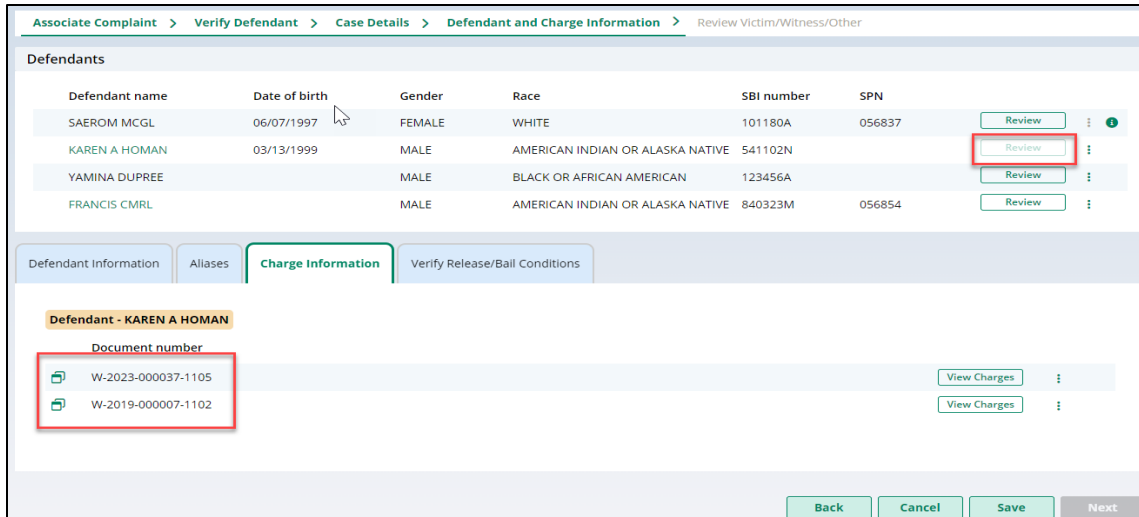 Associate Complaint > Verify Defendant > Case Details > Defendant and Charge Information > Review Victim/Witness/Other
Defendants
Defendant name Date of birth Gender Race SBI number SPN
SAEROM MCGL 06/07/1997 FEMALE WHITE 101180A 056837 Review
KAREN A HOMAN 03/13/1999 MALE AMERICAN INDIAN OR ALASKA NATIVE 541102N Review
YAMINA DUPREE MALE BLACK OR AFRICAN AMERICAN 123456A Review
FRANCIS CMRL MALE AMERICAN INDIAN OR ALASKA NATIVE 840323M 056854 Review
Defendant Information Aliases Charge Information Verify Release/Bail Conditions
Defendant - KAREN A HOMAN
Document number
W-2023-000037-1105 View Charges
W-2019-000007-1102 View Charges
Back Cancel Save Next